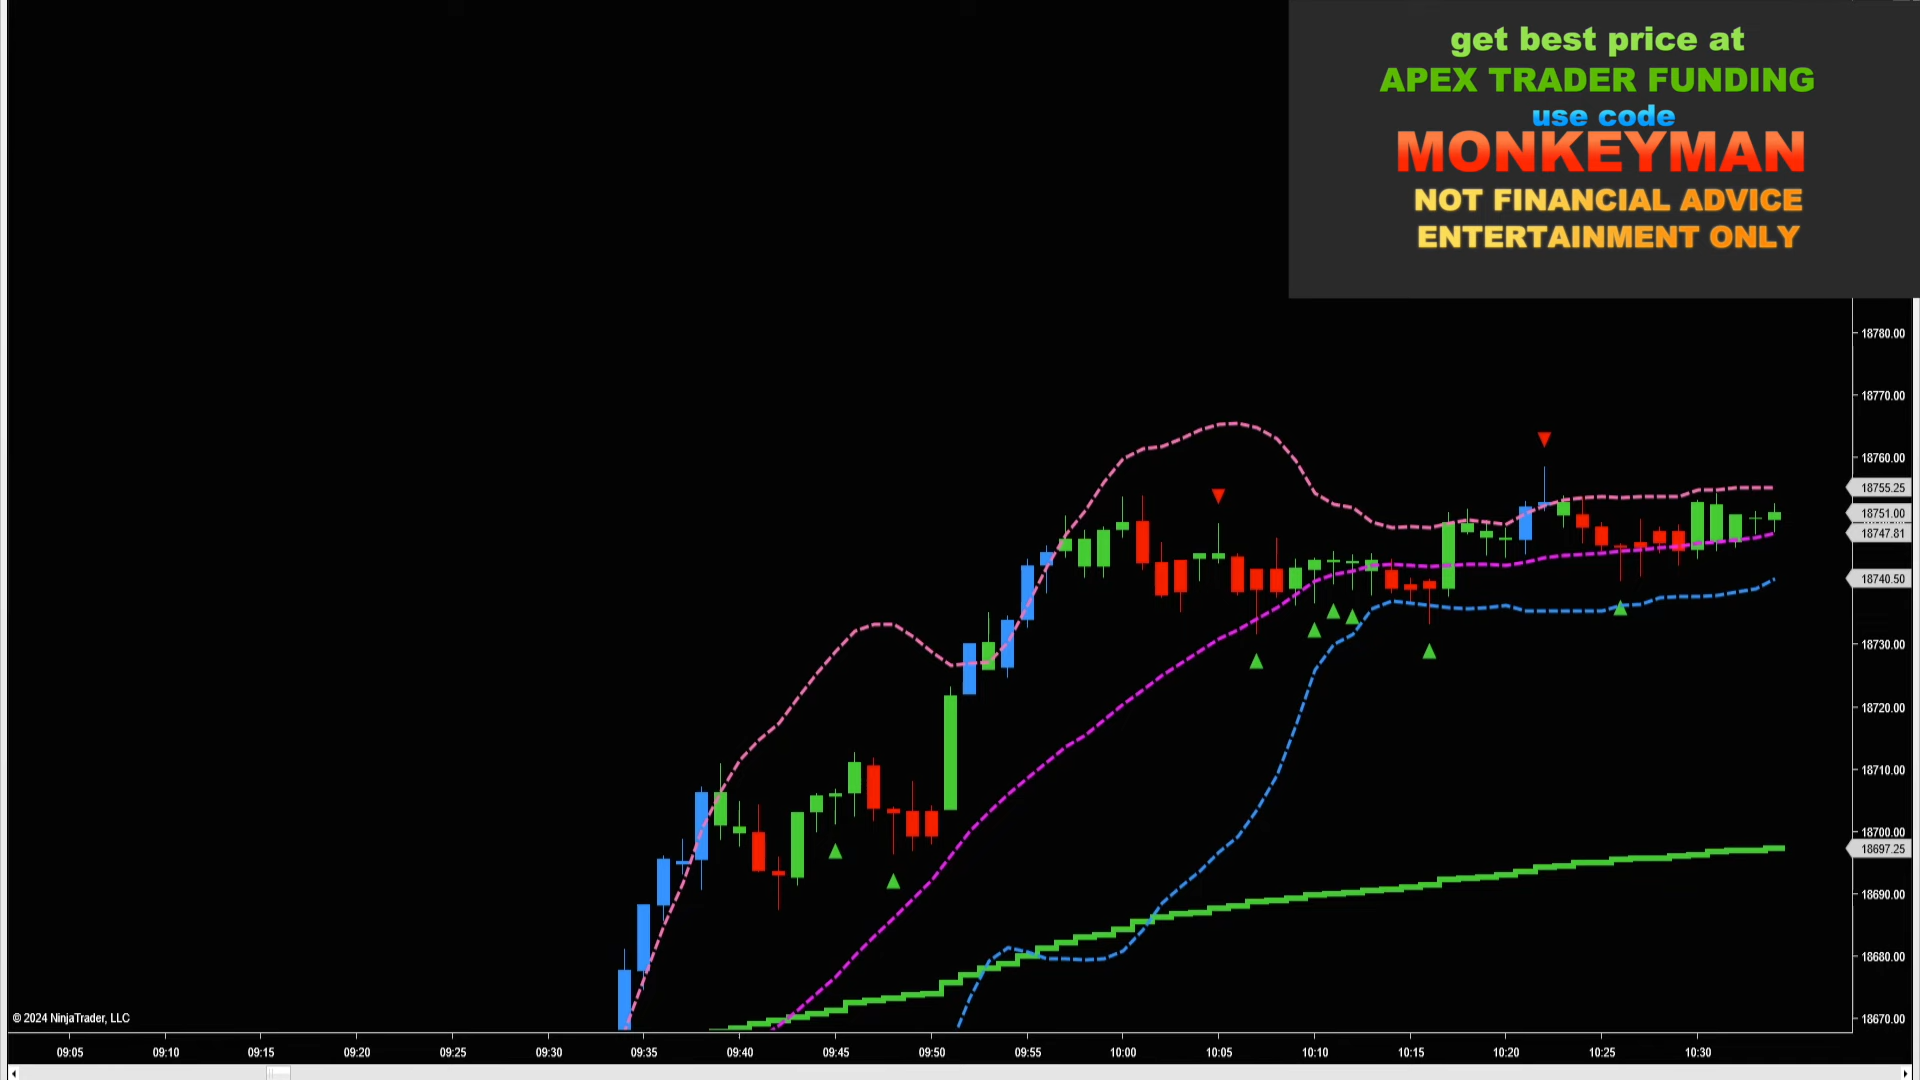 get best price at
APEX TRADER FUNDING
use code
MONKEYMAN
NOT FINANCIAL ADVICE
ENTERTAINMENT ONLY
18780.00
18770.00
18760.00
18755.25
18751.00
18747.81
18740.50
18730.00
18720.00
18710.00
18700.00
18697.25
18690.00
18680.00
18670.00
© 2024 NinjaTrader, LLC
09:05 09:10 09:15 09:20 09:25 09:30 09:35 09:40 09:45 09:50 09:55 10:00 10:05 10:10 10:15 10:20 10:25 10:30